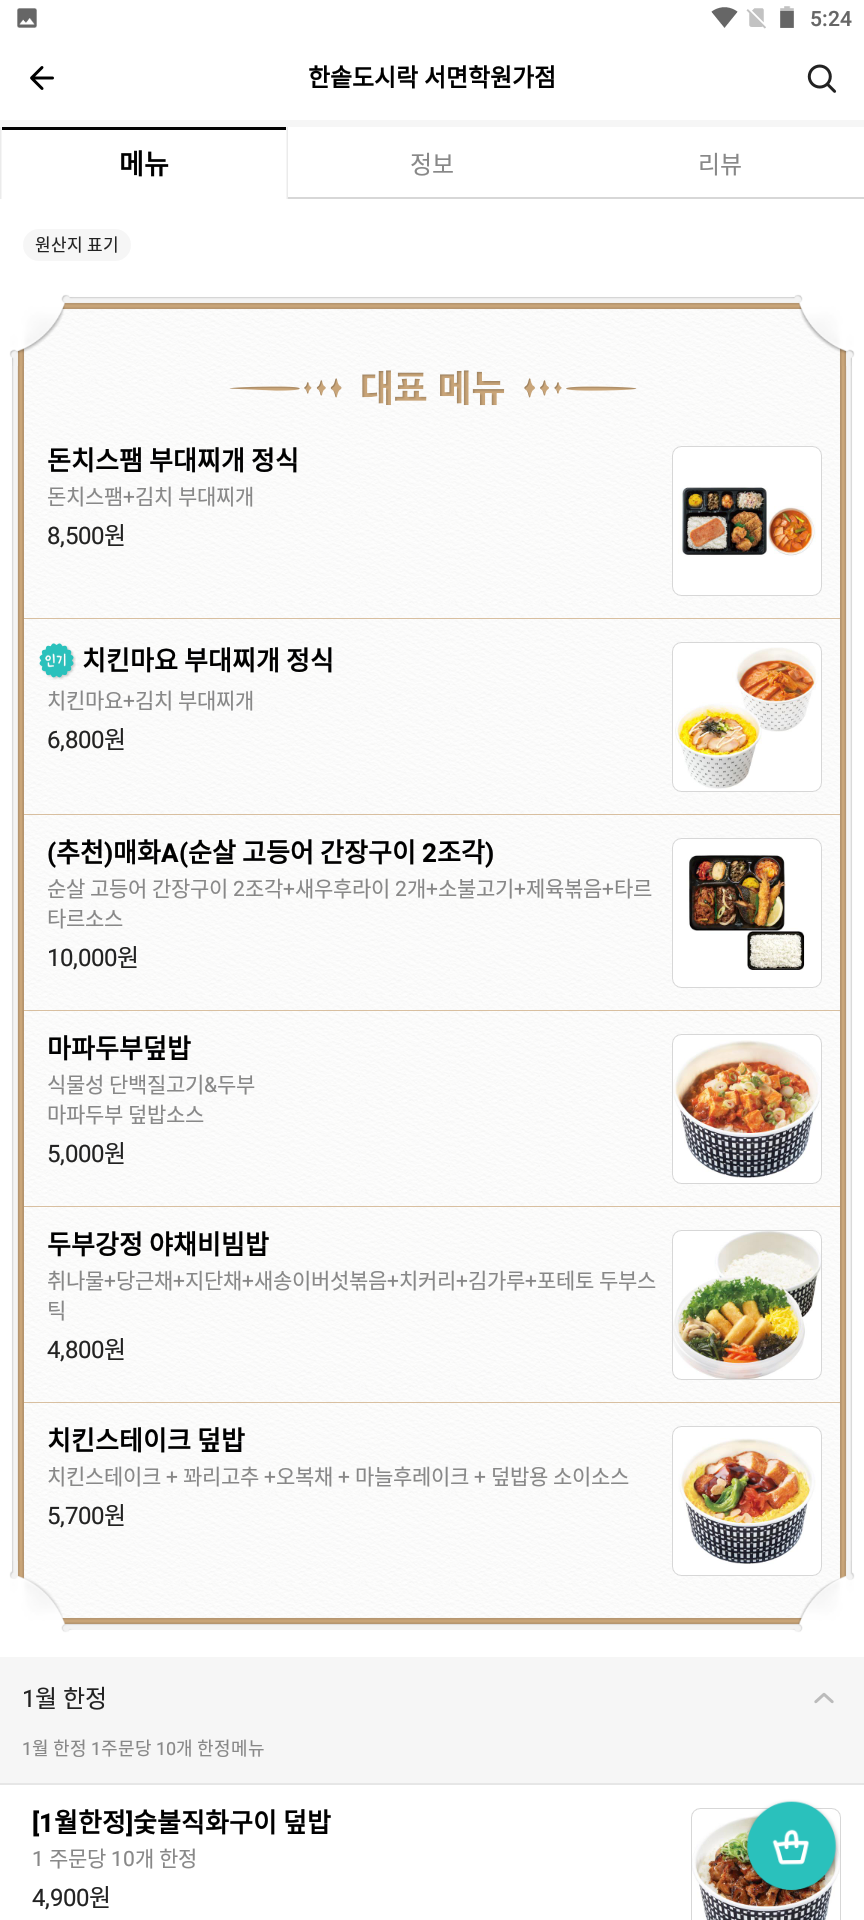 5:24
한솥도시락 서면학원가점
메뉴
정보
리뷰
원산지 표기
대표 메뉴
돈치스팸 부대찌개 정식
돈치스팸+김치 부대찌개
8,500원
인기 치킨마요 부대찌개 정식
치킨마요+김치 부대찌개
6,800원
(추천)매화A(순살 고등어 간장구이 2조각)
순살 고등어 간장구이 2조각+새우후라이 2개+소불고기+제육볶음+타르
타르소스
10,000원
마파두부덮밥
식물성 단백질고기&두부
마파두부 덮밥소스
5,000원
두부강정 야채비빔밥
취나물+당근채+지단채+새송이버섯볶음+치커리+김가루+포테토 두부스
틱
4,800원
치킨스테이크 덮밥
치킨스테이크 + 꽈리고추 +오복채 + 마늘후레이크 + 덮밥용 소이소스
5,700원
1월 한정
1월 한정 1주문당 10개 한정메뉴
[1월한정]숯불직화구이 덮밥
1 주문당 10개 한정
4,900원